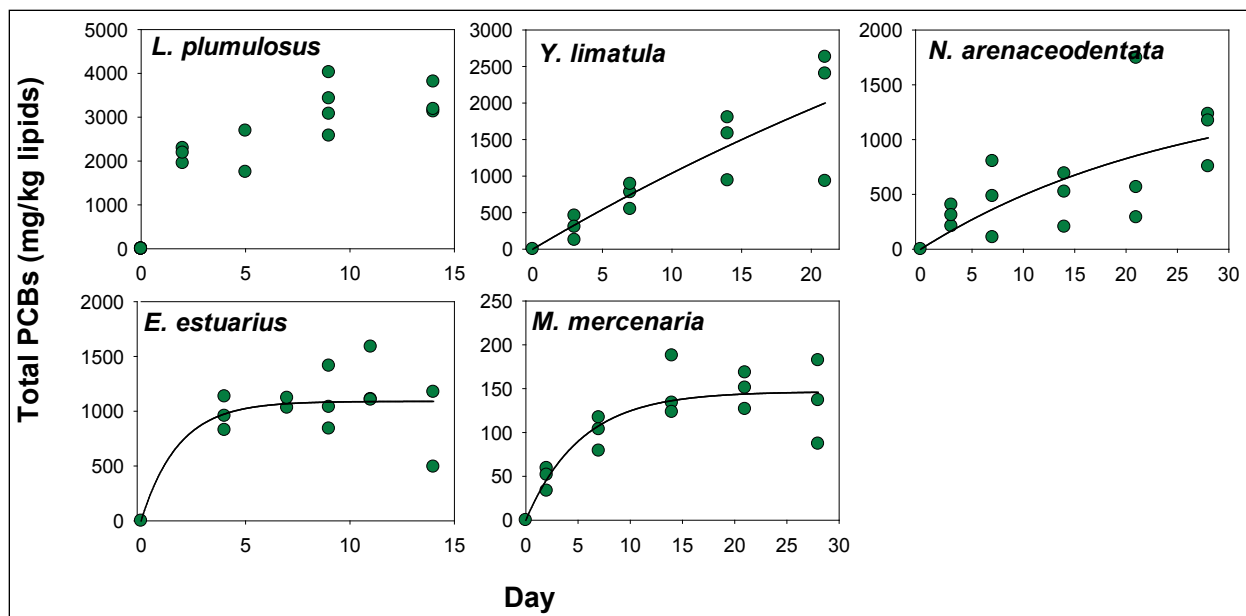 Total PCBs (mg/kg lipids)
L. plumulosus
5000
4000
3000
2000
1000
0
0 5 10 15
Y. limatula
3000
2500
2000
1500
1000
500
0
0 5 10 15 20
N. arenaceodentata
2000
1500
1000
500
0
0 5 10 15 20 25 30
E. estuarius
2000
1500
1000
500
0
0 5 10 15
M. mercenaria
250
200
150
100
50
0
0 5 10 15 20 25 30
Day